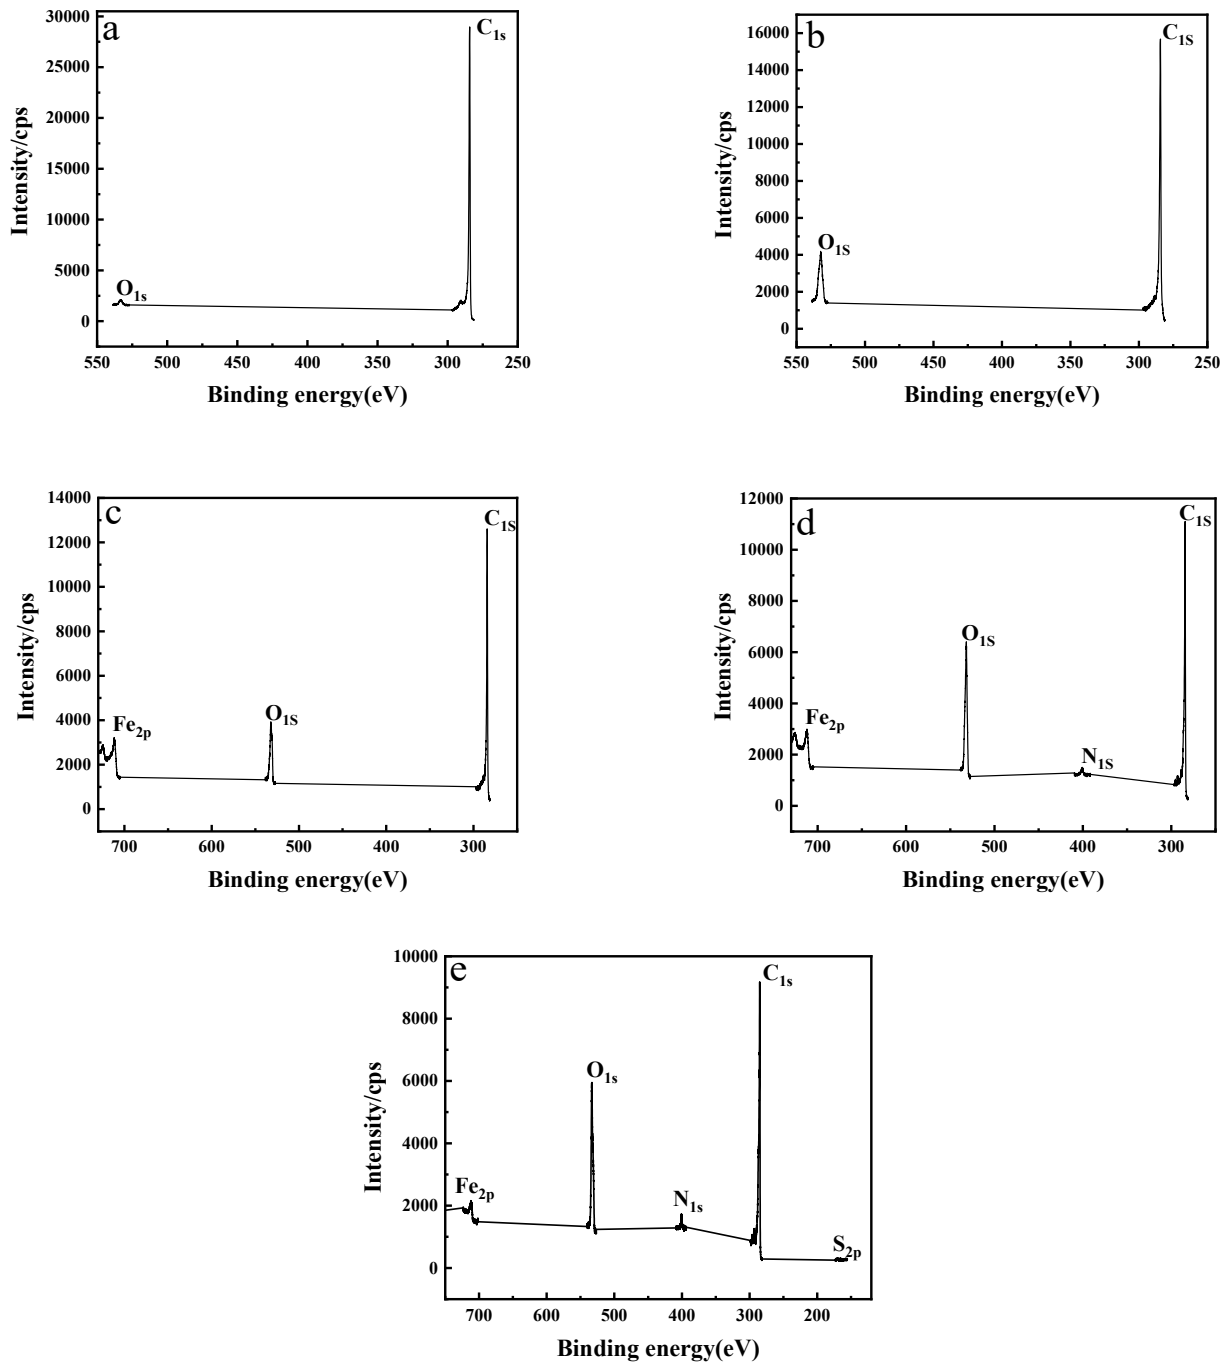 a
C1s
O1s
30000
25000
20000
15000
10000
5000
0
550 500 450 400 350 300 250
Intensity/cps
Binding energy(eV)
b
C1S
O1S
16000
14000
12000
10000
8000
6000
4000
2000
0
550 500 450 400 350 300 250
Intensity/cps
Binding energy(eV)
c
C1S
Fe2p
O1S
14000
12000
10000
8000
6000
4000
2000
0
700 600 500 400 300
Intensity/cps
Binding energy(eV)
d
C1S
O1S
Fe2p
N1S
12000
10000
8000
6000
4000
2000
0
700 600 500 400 300
Intensity/cps
Binding energy(eV)
e
C1s
O1s
Fe2p
N1s
S2p
10000
8000
6000
4000
2000
0
700 600 500 400 300 200
Intensity/cps
Binding energy(eV)